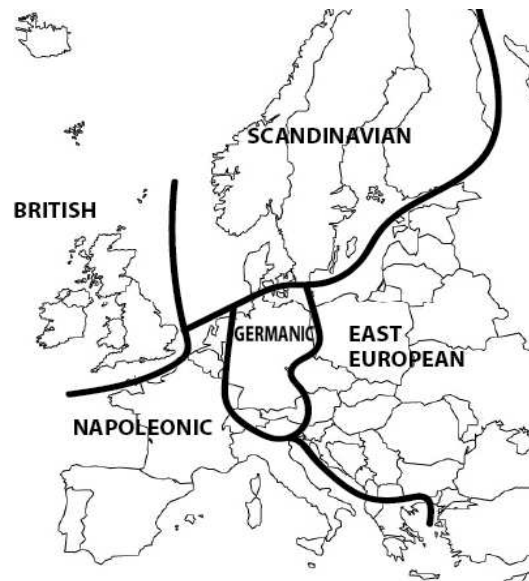 SCANDINAVIAN
BRITISH
GERMANIC
EAST
EUROPEAN
NAPOLEONIC